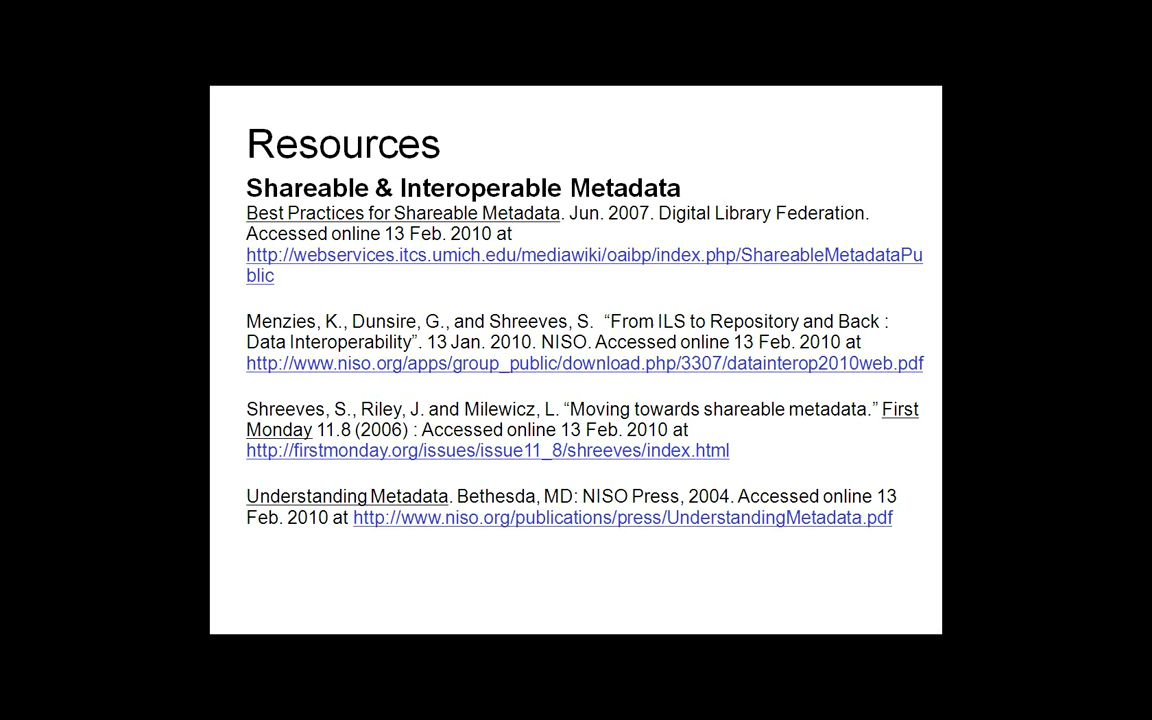 Resources
Shareable & Interoperable Metadata
Best Practices for Shareable Metadata. Jun. 2007. Digital Library Federation.
Accessed online 13 Feb. 2010 at
http://webservices.itcs.umich.edu/mediawiki/oaibp/index.php/ShareableMetadataPu
blic
Menzies, K., Dunsire, G., and Shreeves, S. “From ILS to Repository and Back :
Data Interoperability”. 13 Jan. 2010. NISO. Accessed online 13 Feb. 2010 at
http://www.niso.org/apps/group_public/download.php/3307/datainterop2010web.pdf
Shreeves, S., Riley, J. and Milewicz, L. “Moving towards shareable metadata.” First
Monday 11.8 (2006) : Accessed online 13 Feb. 2010 at
http://firstmonday.org/issues/issue11_8/shreeves/index.html
Understanding Metadata. Bethesda, MD: NISO Press, 2004. Accessed online 13
Feb. 2010 at http://www.niso.org/publications/press/UnderstandingMetadata.pdf